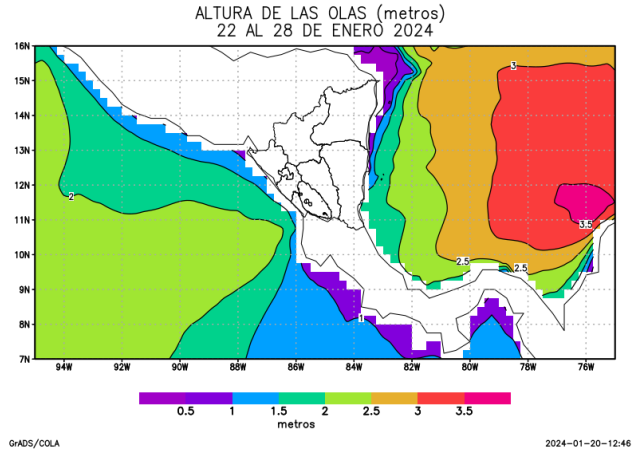 ALTURA DE LAS OLAS (metros)
22 AL 28 DE ENERO 2024
16N
15N
14N
13N
12N
11N
10N
9N
8N
7N
3
2
3.5
2.5
2.5
1
94W 92W 90W 88W 86W 84W 82W 80W 78W 76W
0.5 1 1.5 2 2.5 3 3.5
metros
GrADS/COLA 2024-01-20-12:46